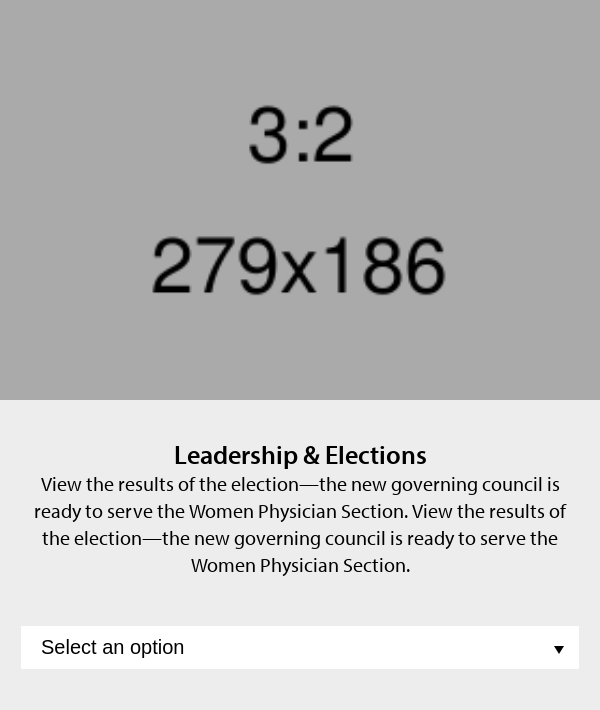 3:2
279x186
Leadership & Elections
View the results of the election—the new governing council is
ready to serve the Women Physician Section. View the results of
the election—the new governing council is ready to serve the
Women Physician Section.
Select an option